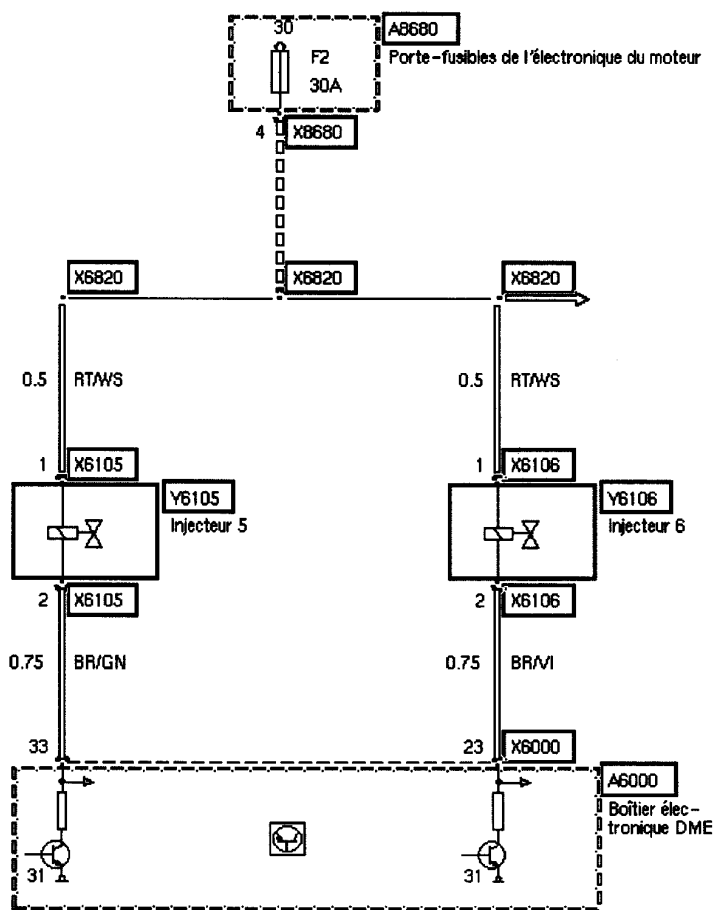 30
A8680
F2
Porte-fusibles de l'électronique du moteur
30A
4
X8680
X6820
X6820
X6820
0.5
RT/WS
0.5
RT/WS
1
X6105
1
X6106
Y6105
Y6106
Injecteur 5
Injecteur 6
2
X6105
2
X6106
0.75
BR/GN
0.75
BR/VI
33
23
X6000
A6000
Boîtier élec-
tronique DME
31
31